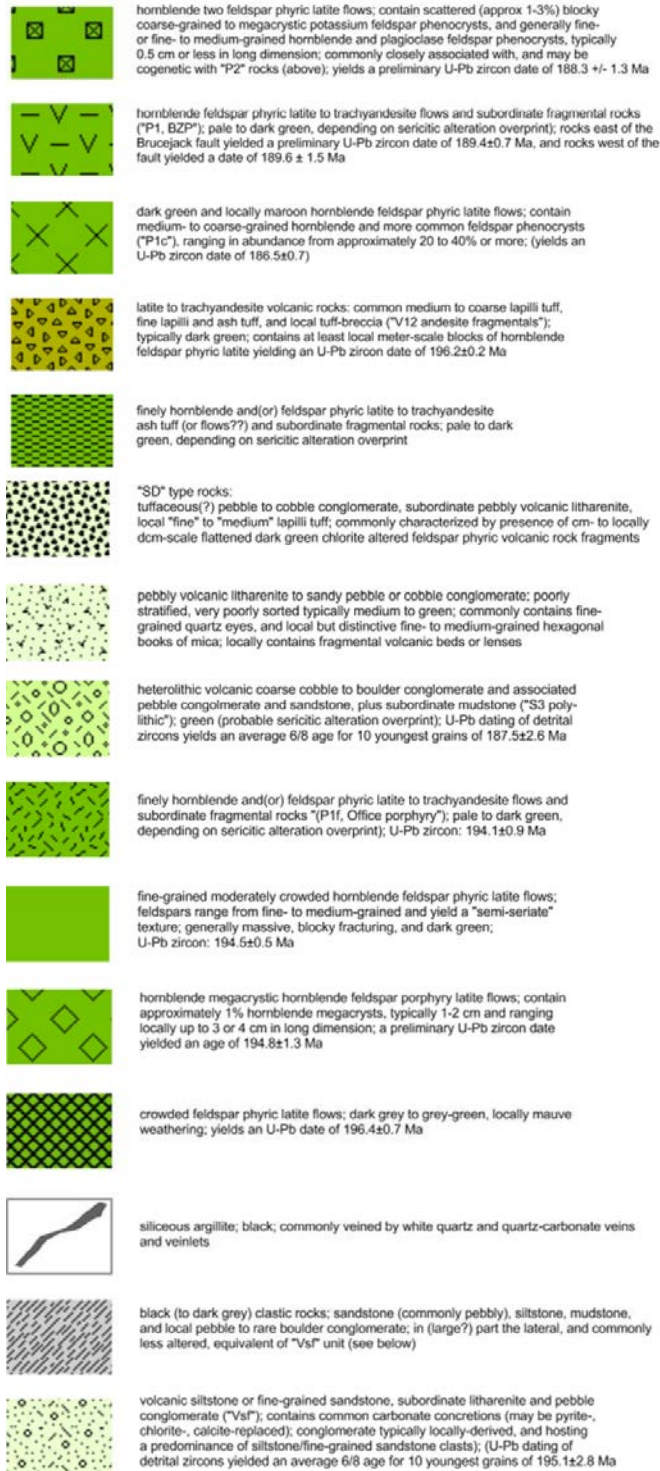 hornblende two feldspar phyric latite flows; contain scattered (approx 1-3%) blocky
coarse-grained to megacrystic potassium feldspar phenocrysts, and generally fine-
or fine- to medium-grained hornblende and plagioclase feldspar phenocrysts, typically
0.5 cm or less in long dimension; commonly closely associated with, and may be
cogenetic with "P2" rocks (above); yields a preliminary U-Pb zircon date of 188.3 +/- 1.3 Ma
hornblende feldspar phyric latite to trachyandesite flows and subordinate fragmental rocks
("P1, BZP"); pale to dark green, depending on sericitic alteration overprint); rocks east of the
Brucejack fault yielded a preliminary U-Pb zircon date of 189.4±0.7 Ma, and rocks west of the
fault yielded a date of 189.6 ± 1.5 Ma
dark green and locally maroon hornblende feldspar phyric latite flows; contain
medium- to coarse-grained hornblende and more common feldspar phenocrysts
("P1c"), ranging in abundance from approximately 20 to 40% or more; (yields an
U-Pb zircon date of 186.5±0.7)
latite to trachyandesite volcanic rocks: common medium to coarse lapilli tuff,
fine lapilli and ash tuff, and local tuff-breccia ("V12 andesite fragmentals");
typically dark green; contains at least local meter-scale blocks of hornblende
feldspar phyric latite yielding an U-Pb zircon date of 196.2±0.2 Ma
finely hornblende and(or) feldspar phyric latite to trachyandesite
ash tuff (or flows??) and subordinate fragmental rocks; pale to dark
green, depending on sericitic alteration overprint
"SD" type rocks:
tuffaceous(?) pebble to cobble conglomerate, subordinate pebbly volcanic litharenite,
local "fine" to "medium" lapilli tuff; commonly characterized by presence of cm- to locally
dcm-scale flattened dark green chlorite altered feldspar phyric volcanic rock fragments
pebbly volcanic litharenite to sandy pebble or cobble conglomerate; poorly
stratified, very poorly sorted typically medium to green; commonly contains fine-
grained quartz eyes, and local but distinctive fine- to medium-grained hexagonal
books of mica; locally contains fragmental volcanic beds or lenses
heterolithic volcanic coarse cobble to boulder conglomerate and associated
pebble congolmerate and sandstone, plus subordinate mudstone ("S3 poly-
lithic"); green (probable sericitic alteration overprint); U-Pb dating of detrital
zircons yields an average 6/8 age for 10 youngest grains of 187.5±2.6 Ma
finely hornblende and(or) feldspar phyric latite to trachyandesite flows and
subordinate fragmental rocks "(P1f, Office porphyry"); pale to dark green,
depending on sericitic alteration overprint); U-Pb zircon: 194.1±0.9 Ma
fine-grained moderately crowded hornblende feldspar phyric latite flows;
feldspars range from fine- to medium-grained and yield a "semi-seriate"
texture; generally massive, blocky fracturing, and dark green;
U-Pb zircon: 194.5±0.5 Ma
hornblende megacrystic hornblende feldspar porphyry latite flows; contain
approximately 1% hornblende megacrysts, typically 1-2 cm and ranging
locally up to 3 or 4 cm in long dimension; a preliminary U-Pb zircon date
yielded an age of 194.8±1.3 Ma
crowded feldspar phyric latite flows; dark grey to grey-green, locally mauve
weathering; yields an U-Pb date of 196.4±0.7 Ma
siliceous argillite; black; commonly veined by white quartz and quartz-carbonate veins
and veinlets
black (to dark grey) clastic rocks; sandstone (commonly pebbly), siltstone, mudstone,
and local pebble to rare boulder conglomerate; in (large?) part the lateral, and commonly
less altered, equivalent of "Vsf" unit (see below)
volcanic siltstone or fine-grained sandstone, subordinate litharenite and pebble
conglomerate ("Vsf"); contains common carbonate concretions (may be pyrite-,
chlorite-, calcite-replaced); conglomerate typically locally-derived, and hosting
a predominance of siltstone/fine-grained sandstone clasts); (U-Pb dating of
detrital zircons yielded an average 6/8 age for 10 youngest grains of 195.1±2.8 Ma